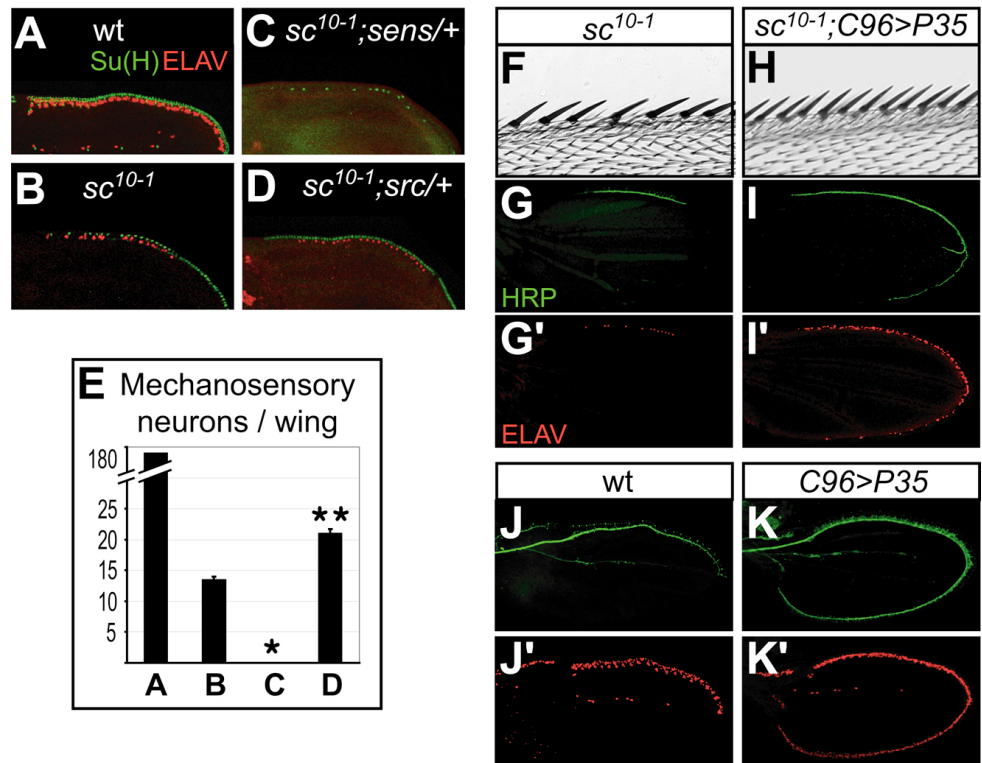 A wt
Su(H) ELAV
C sc10-1;sens/+
B sc10-1
D sc10-1;src/+
E Mechanosensory
neurons / wing
180
25
20
15
10
5
*
**
A B C D
sc10-1
sc10-1;C96>P35
F
H
G
HRP
I
G'
ELAV
I'
wt
C96>P35
J
K
J'
K'